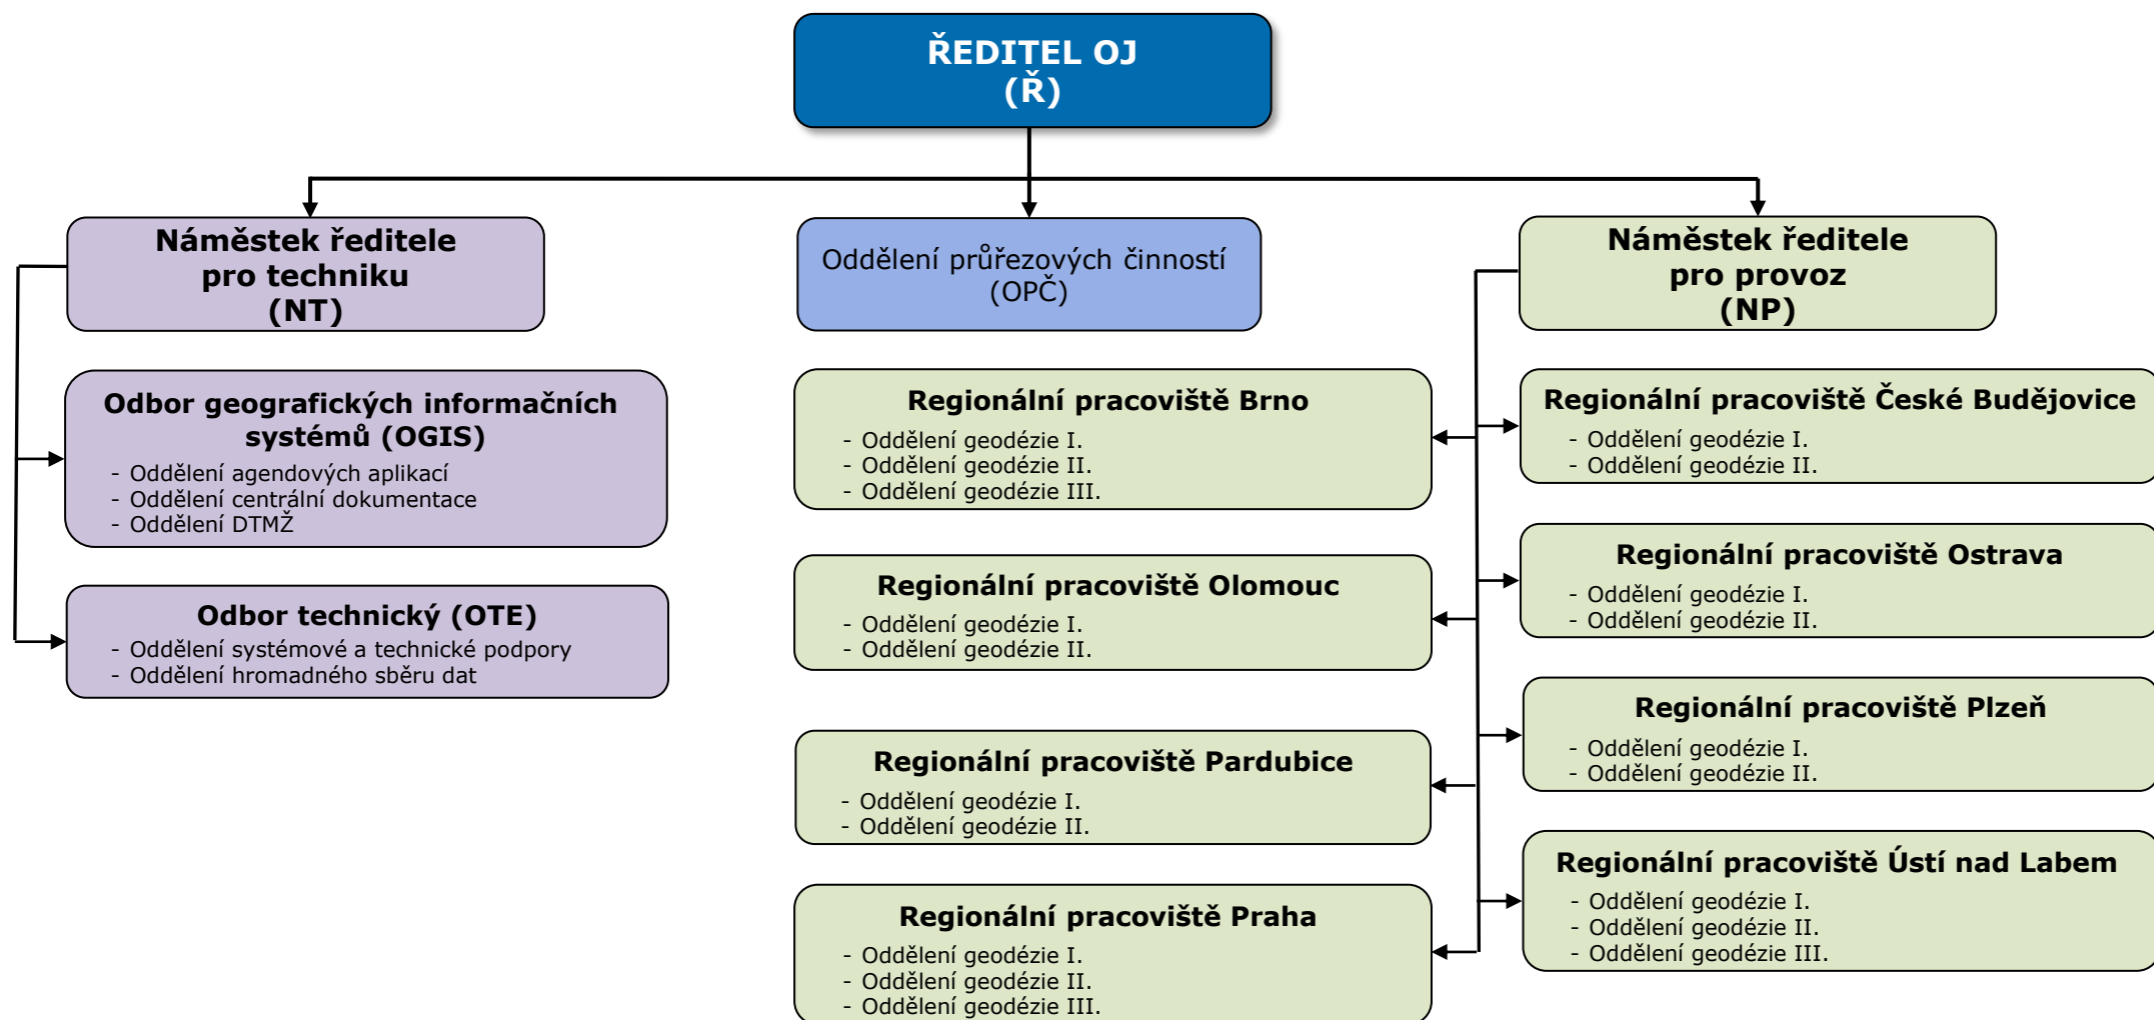 ŘEDITEL OJ
(Ř)
Náměstek ředitele
pro techniku
(NT)
Oddělení průřezových činností
(OPČ)
Náměstek ředitele
pro provoz
(NP)
Odbor geografických informačních
systémů (OGIS)
- Oddělení agendových aplikací
- Oddělení centrální dokumentace
- Oddělení DTMŽ
Odbor technický (OTE)
- Oddělení systémové a technické podpory
- Oddělení hromadného sběru dat
Regionální pracoviště Brno
- Oddělení geodézie I.
- Oddělení geodézie II.
- Oddělení geodézie III.
Regionální pracoviště Olomouc
- Oddělení geodézie I.
- Oddělení geodézie II.
Regionální pracoviště Pardubice
- Oddělení geodézie I.
- Oddělení geodézie II.
Regionální pracoviště Praha
- Oddělení geodézie I.
- Oddělení geodézie II.
- Oddělení geodézie III.
Regionální pracoviště České Budějovice
- Oddělení geodézie I.
- Oddělení geodézie II.
Regionální pracoviště Ostrava
- Oddělení geodézie I.
- Oddělení geodézie II.
Regionální pracoviště Plzeň
- Oddělení geodézie I.
- Oddělení geodézie II.
Regionální pracoviště Ústí nad Labem
- Oddělení geodézie I.
- Oddělení geodézie II.
- Oddělení geodézie III.